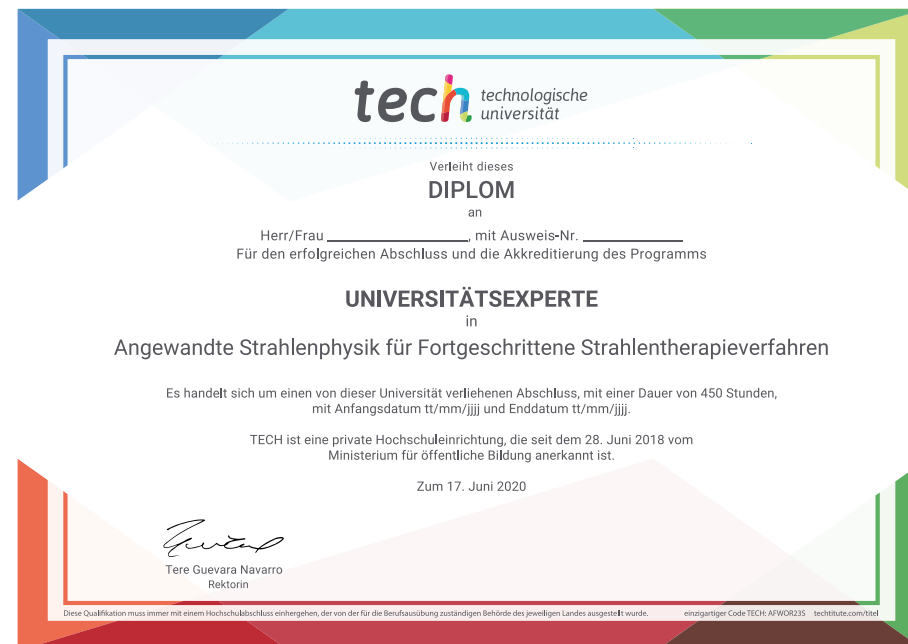 tech technologische
universität
Verleiht dieses
DIPLOM
an
Herr/Frau ____________________, mit Ausweis-Nr. ______________
Für den erfolgreichen Abschluss und die Akkreditierung des Programms
UNIVERSITÄTSEXPERTE
in
Angewandte Strahlenphysik für Fortgeschrittene Strahlentherapieverfahren
Es handelt sich um einen von dieser Universität verliehenen Abschluss, mit einer Dauer von 450 Stunden,
mit Anfangsdatum tt/mm/jjjj und Enddatum tt/mm/jjjj.
TECH ist eine private Hochschuleinrichtung, die seit dem 28. Juni 2018 vom
Ministerium für öffentliche Bildung anerkannt ist.
Zum 17. Juni 2020
Tere Guevara Navarro
Rektorin
Diese Qualifikation muss immer mit einem Hochschulabschluss einhergehen, der von der für die Berufsausübung zuständigen Behörde des jeweiligen Landes ausgestellt wurde. einzigartiger Code TECH: AFWOR23S techtitute.com/titel